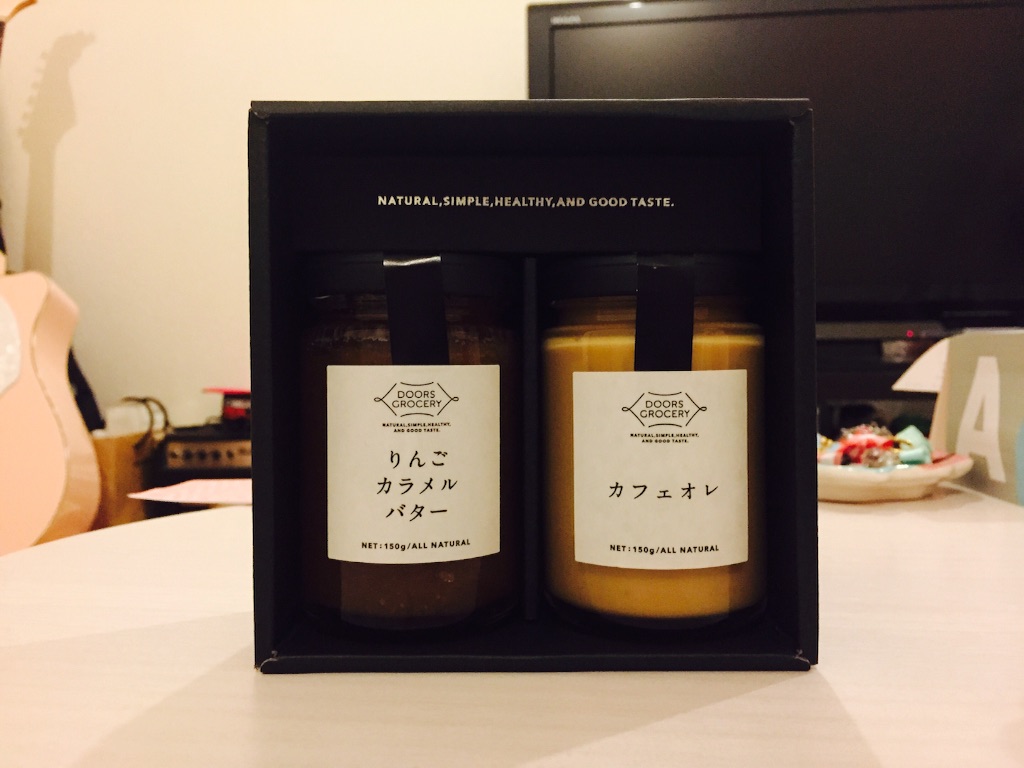 NATURAL,SIMPLE,HEALTHY,AND GOOD TASTE.
DOORS
GROCERY
NATURAL,SIMPLE,HEALTHY,
AND GOOD TASTE.
りんご
カラメル
バター
NET:150g/ALL NATURAL
DOORS
GROCERY
NATURAL,SIMPLE,HEALTHY,
AND GOOD TASTE.
カフェオレ
NET:150g/ALL NATURAL
A